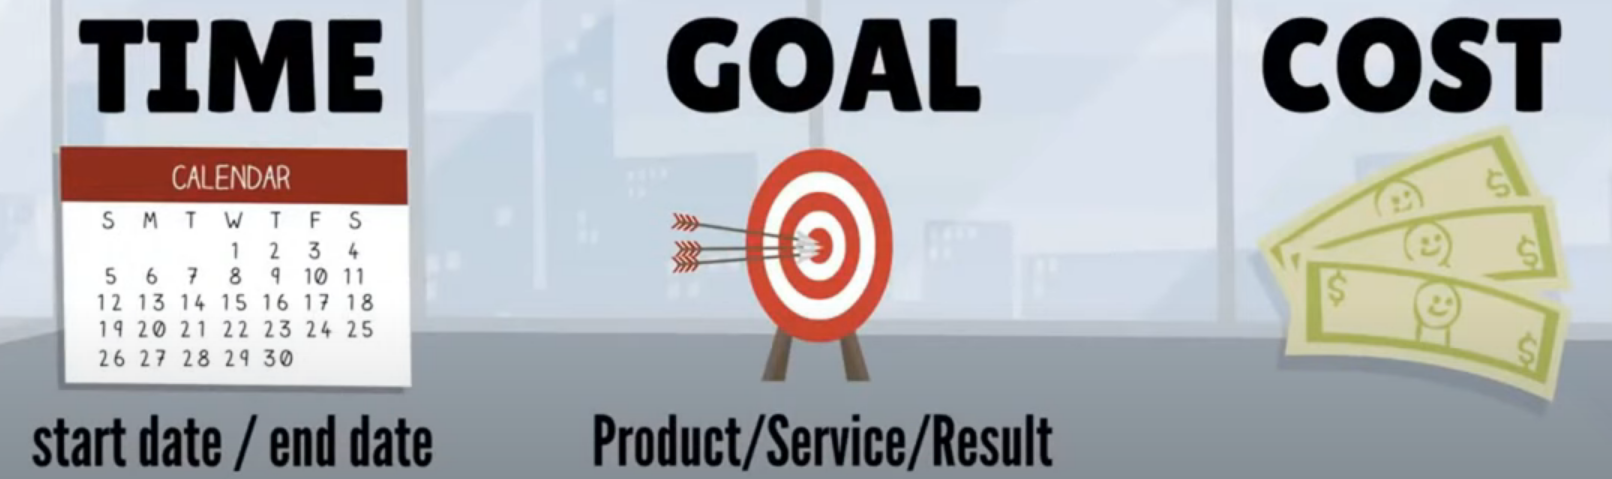 TIME GOAL COST
CALENDAR
S M T W T F S
1 2 3 4
5 6 7 8 9 10 11
12 13 14 15 16 17 18
19 20 21 22 23 24 25
26 27 28 29 30
$ $
$
$ $
start date / end date
Product/Service/Result